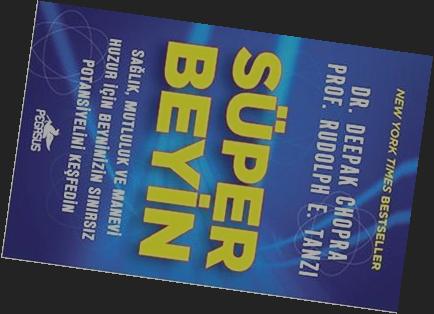 NEW YORK TIMES BESTSELLER
DR. DEEPAK CHOPRA
PROF. RUDOLPH E. TANZI
SÜPER
BEYİN
SAĞLIK, MUTLULUK VE MANEVİ
HUZUR İÇİN BEYNİNİZİN SINIRSIZ
POTANSİYELİNİ KEŞFEDİN
PEGASUS